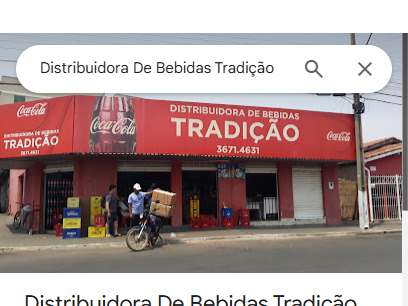 Distribuidora De Bebidas Tradição
Coca-Cola
DISTRIBUIDORA DE BEBIDAS
TRADIÇÃO
3671.4631
Coca-Cola
DISTRIBUIDORA DE BEBIDAS
TRADIÇÃO
3671.4631
Coca-Cola
Distribuidora De Bebidas Tradição